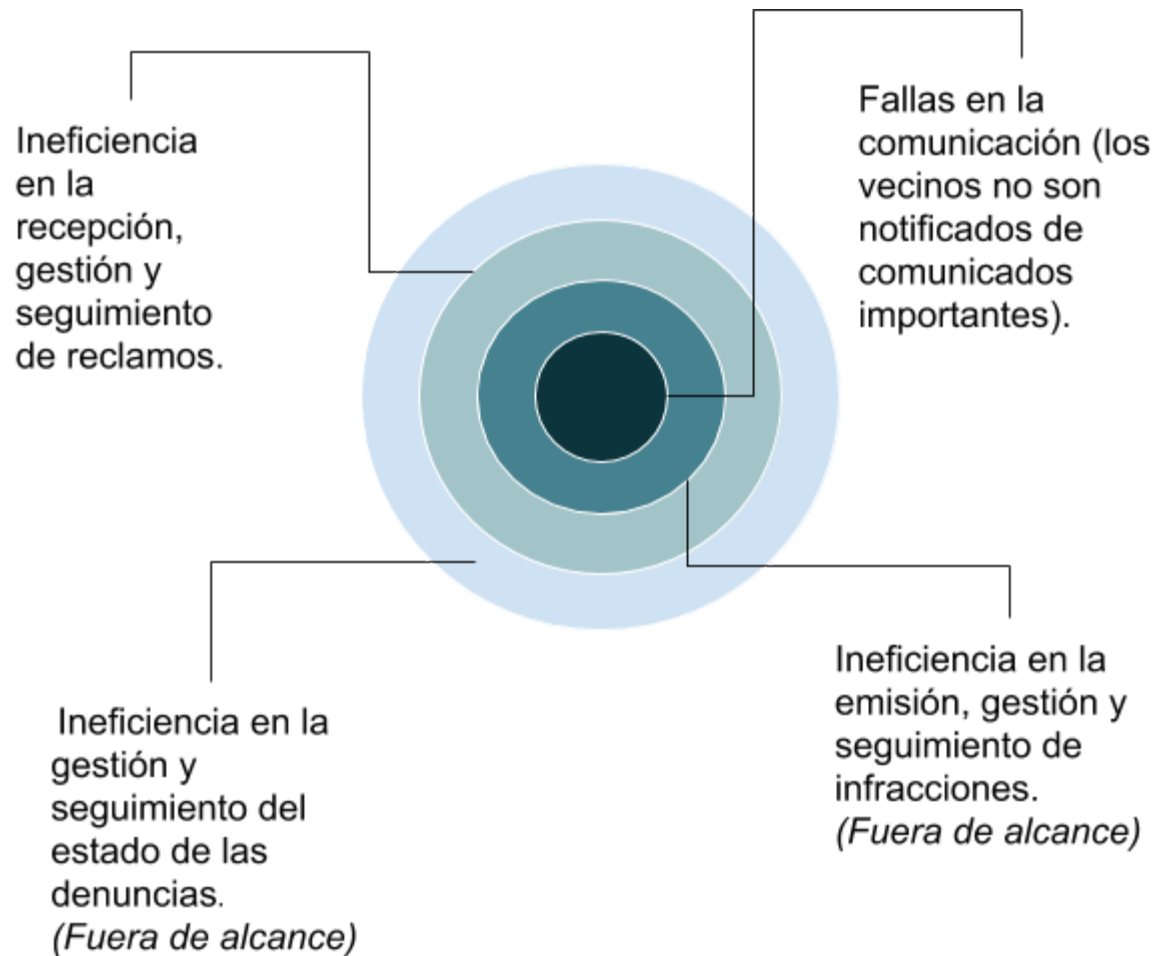 Ineficiencia
en la
recepción,
gestión y
seguimiento
de reclamos.
Fallas en la
comunicación (los
vecinos no son
notificados de
comunicados
importantes).
Ineficiencia en la
gestión y
seguimiento del
estado de las
denuncias.
(Fuera de alcance)
Ineficiencia en la
emisión, gestión y
seguimiento de
infracciones.
(Fuera de alcance)